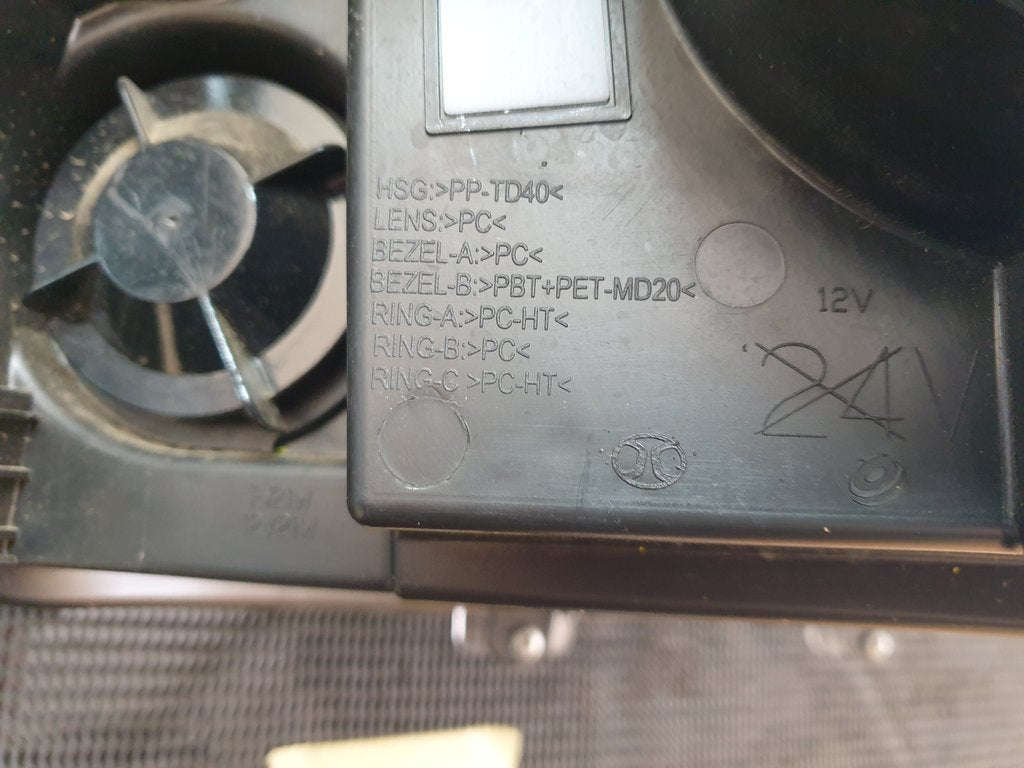 HSG:>PP-TD40<
LENS:>PC<
BEZEL-A:>PC<
BEZEL-B:>PBT+PET-MD20<
RING-A:>PC-HT<
RING-B:>PC<
RING-C >PC-HT<
12V
24V